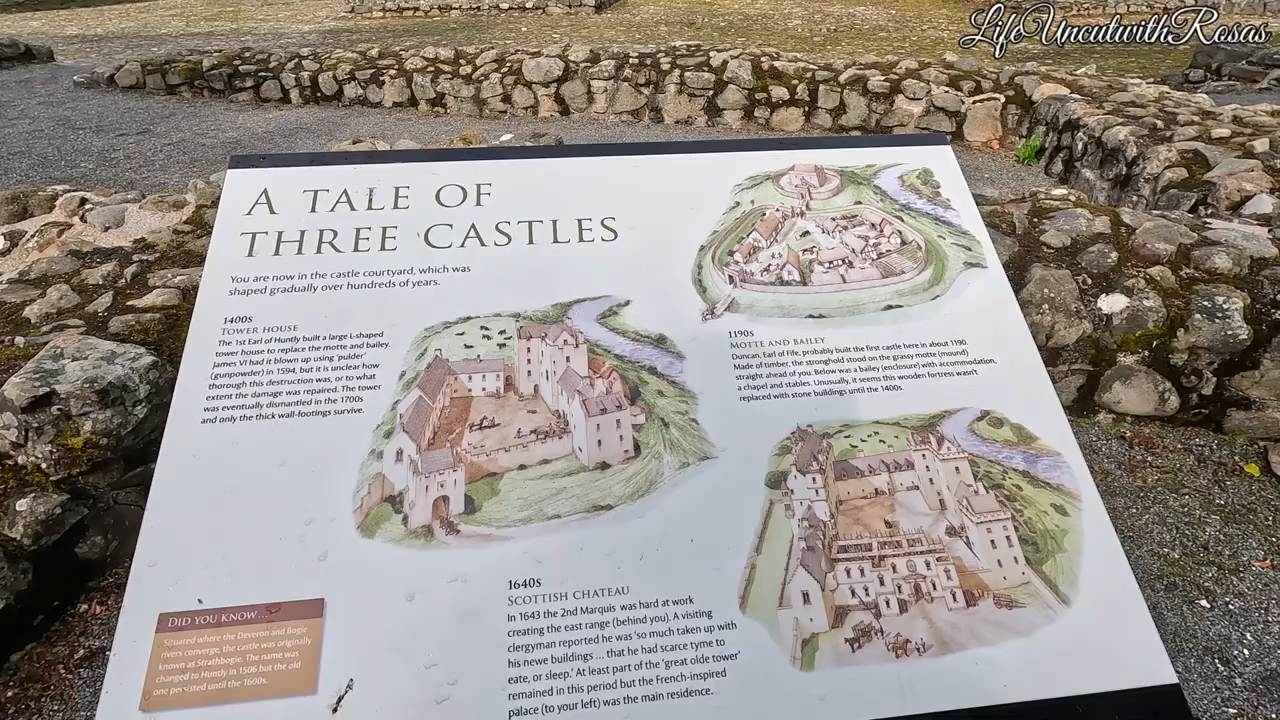 LifeUncutwithRosas
A TALE OF
THREE CASTLES
You are now in the castle courtyard, which was
shaped gradually over hundreds of years.
1400S
TOWER HOUSE
The 1st Earl of Huntly built a large L-shaped
tower house to replace the motte and bailey.
James VI had it blown up using 'pulder'
(gunpowder) in 1594, but it is unclear how
thorough this destruction was, or to what
extent the damage was repaired. The tower
was eventually dismantled in the 1700s
and only the thick wall-footings survive.
1190S
MOTTE AND BAILEY
Duncan, Earl of Fife, probably built the first castle here in about 1190.
Made of timber, the stronghold stood on the grassy motte (mound)
straight ahead of you. Below was a bailey (enclosure) with accommodation,
a chapel and stables. Unusually, it seems this wooden fortress wasn't
replaced with stone buildings until the 1400s.
1640S
SCOTTISH CHATEAU
In 1643 the 2nd Marquis was hard at work
creating the east range (behind you). A visiting
clergyman reported he was 'so much taken up with
his newe buildings ... that he had scarce tyme to
eate, or sleep.' At least part of the 'great olde tower'
remained in this period but the French-inspired
palace (to your left) was the main residence.
DID YOU KNOW...
Situated where the Deveron and Bogie
rivers converge, the castle was originally
known as Strathbogie. The name was
changed to Huntly in 1506 but the old
one persisted until the 1600s.